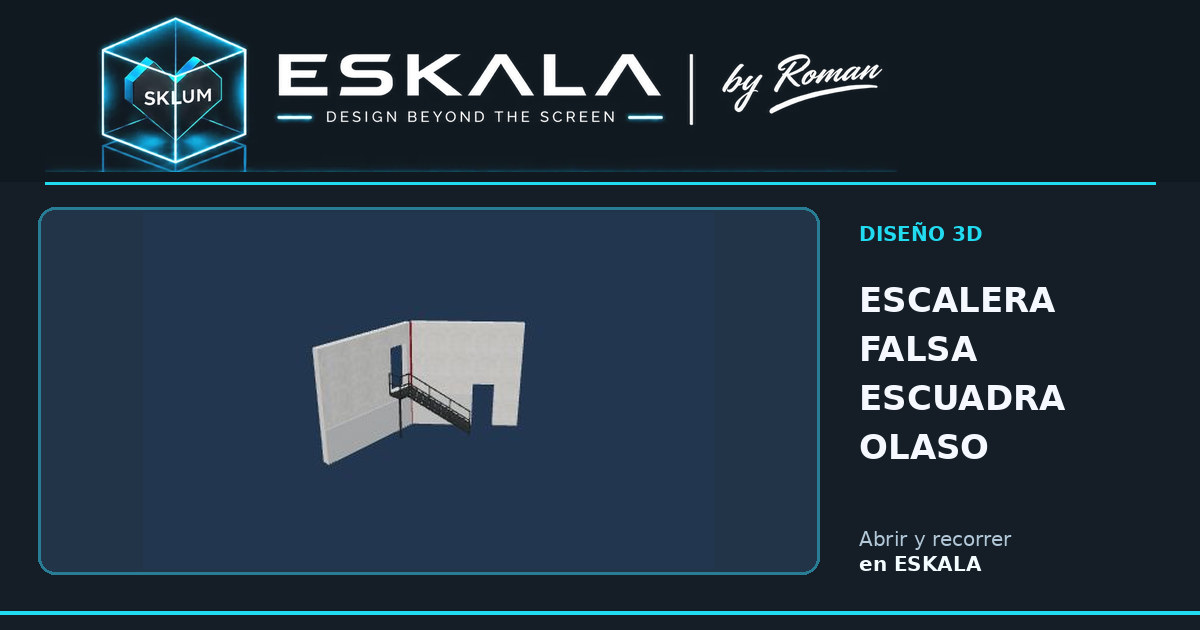 SKLUM
ESKALA
by Roman
DESIGN BEYOND THE SCREEN
DISEÑO 3D
ESCALERA
FALSA
ESCUADRA
OLASO
Abrir y recorrer
en ESKALA